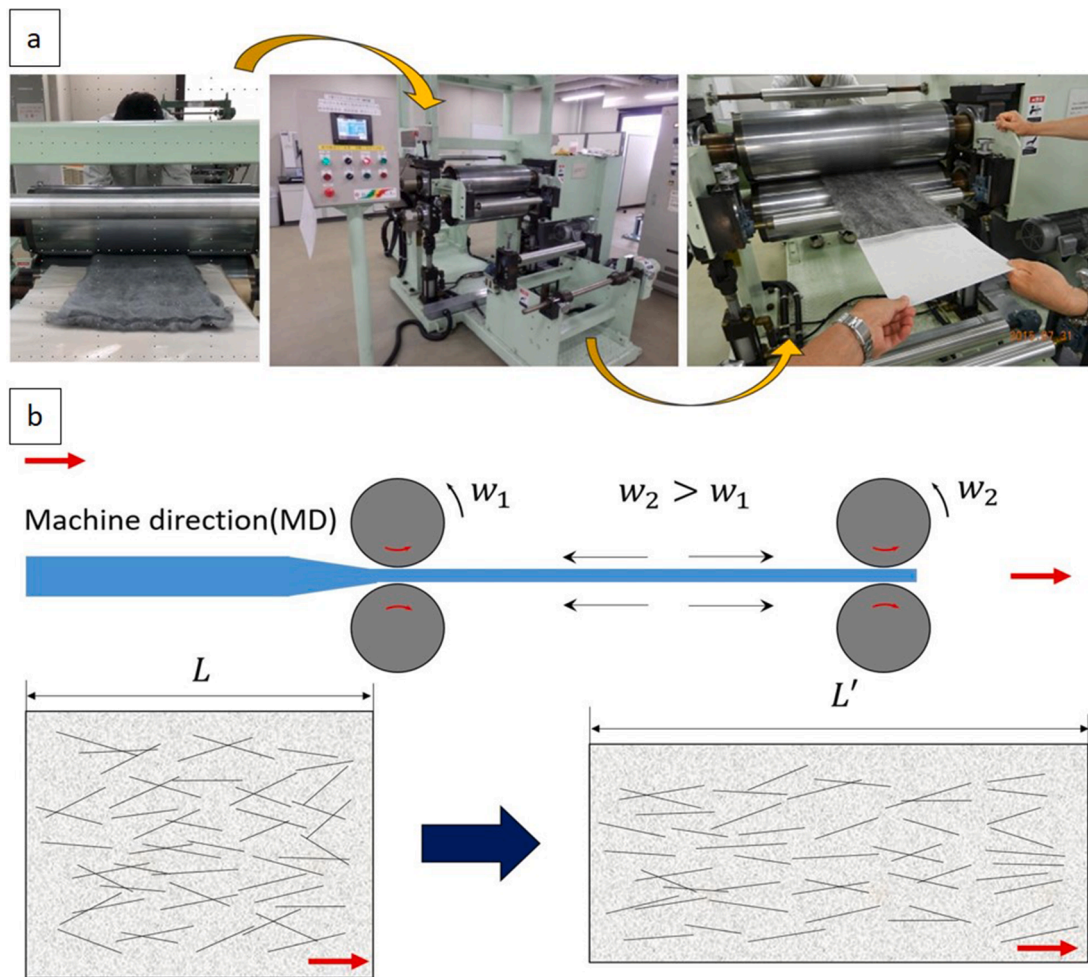 a
b
Machine direction(MD)
w₁
w₂ > w₁
w₂
L
L′